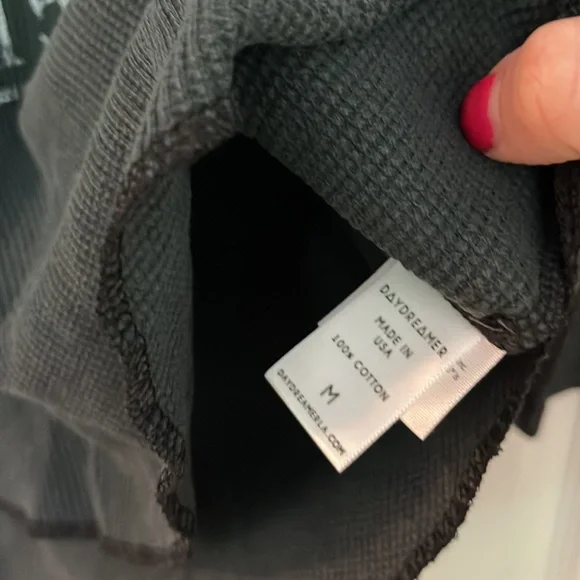 DAYDREAMER
MADE IN
USA
100% COTTON
M
DAYDREAMERLA.COM